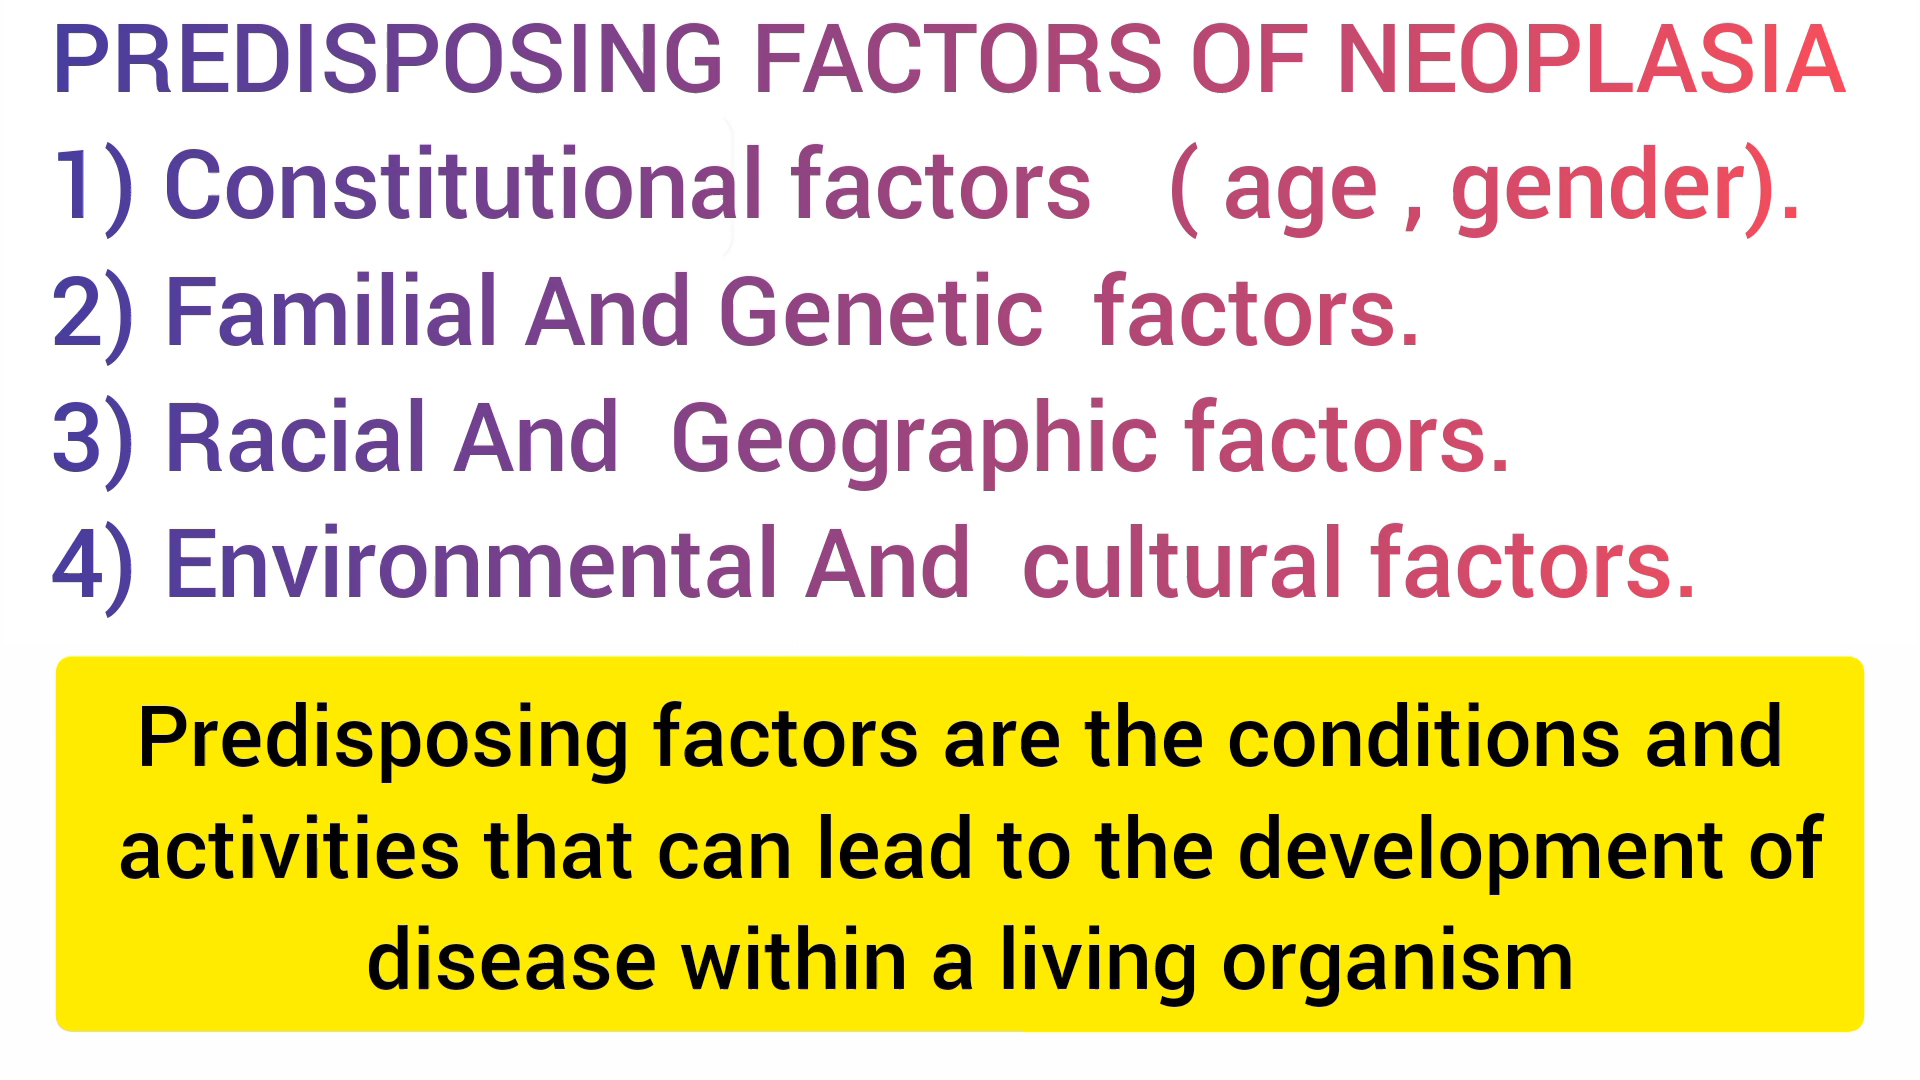 PREDISPOSING FACTORS OF NEOPLASIA
1) Constitutional factors ( age , gender).
2) Familial And Genetic factors.
3) Racial And Geographic factors.
4) Environmental And cultural factors.
Predisposing factors are the conditions and
activities that can lead to the development of
disease within a living organism